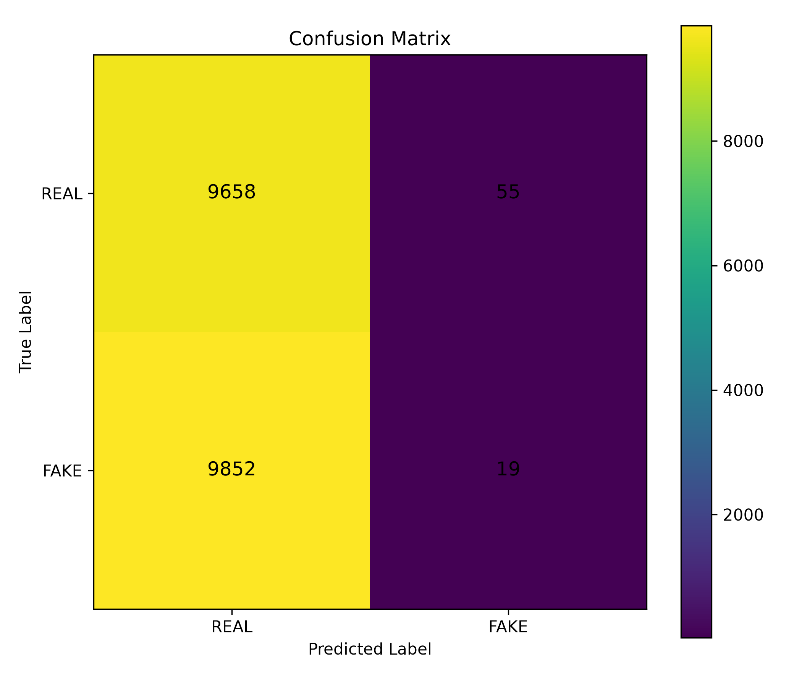 Confusion Matrix
REAL
9658
55
FAKE
9852
19
True Label
REAL
FAKE
Predicted Label
8000
6000
4000
2000